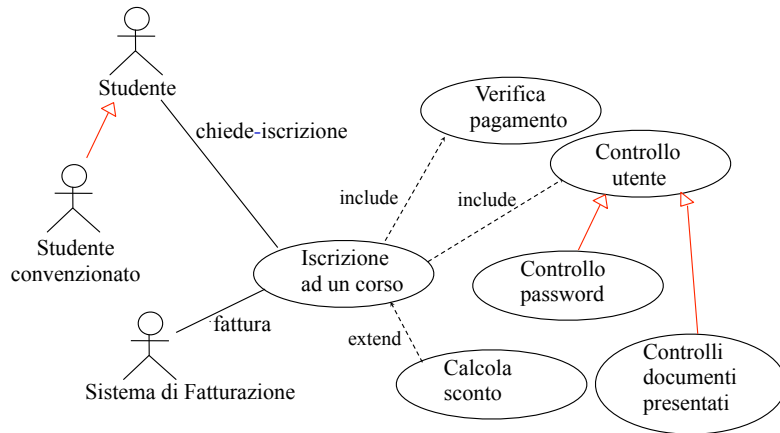 Studente
chiede-iscrizione
Verifica
pagamento
Controllo
utente
include
include
Studente
convenzionato
Iscrizione
ad un corso
Controllo
password
fattura
extend
Sistema di Fatturazione
Calcola
sconto
Controlli
documenti
presentati